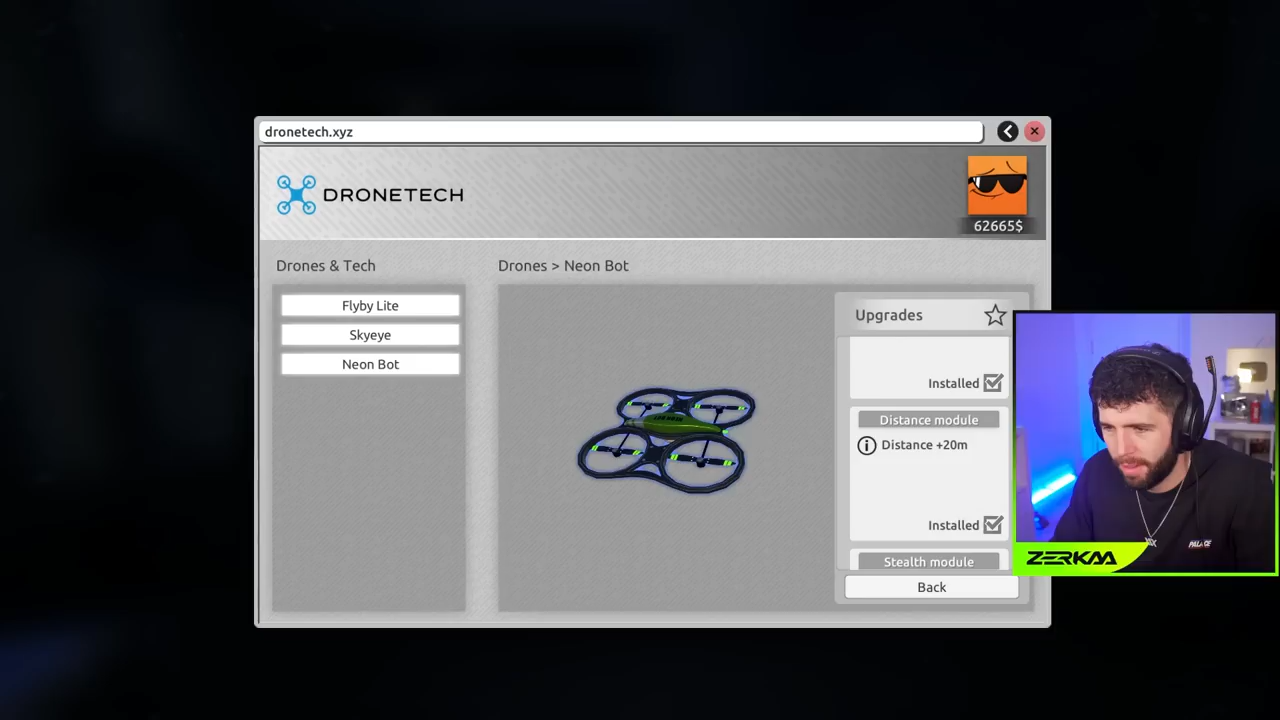 dronetech.xyz
DRONETECH
62665$
Drones & Tech
Drones > Neon Bot
Flyby Lite
Skyeye
Neon Bot
Upgrades
Installed
Distance module
Distance +20m
Installed
Stealth module
Back
ZERKAA
PALACE